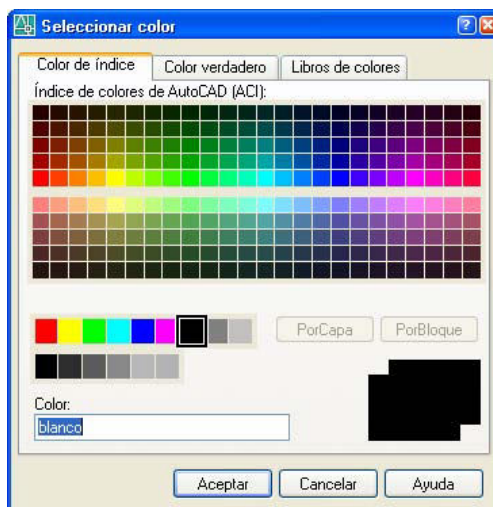 Seleccionar color
Color de índice Color verdadero Libros de colores
Índice de colores de AutoCAD (ACI):
PorCapa PorBloque
Color:
blanco
Aceptar Cancelar Ayuda